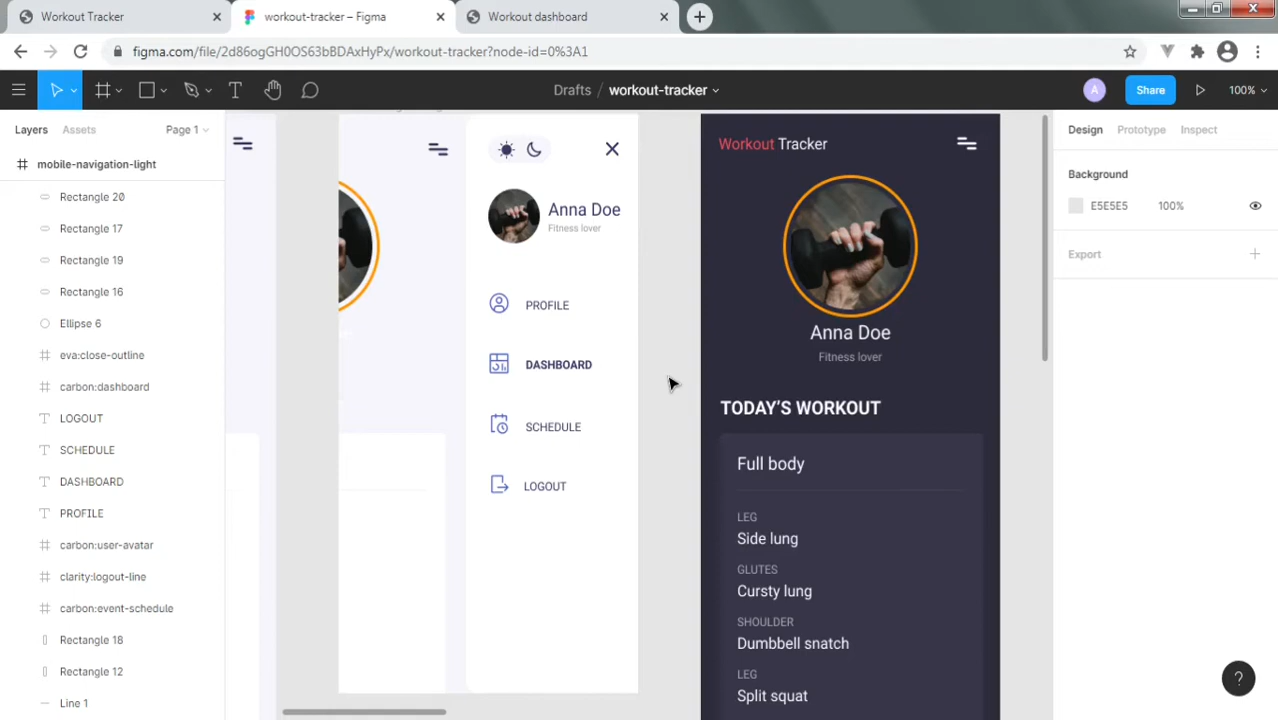 Workout Tracker
workout-tracker – Figma
Workout dashboard
figma.com/file/2d86ogGH0OS63bBDAxHyPx/workout-tracker?node-id=0%3A1
Drafts / workout-tracker
A
Share
100%
Layers
Assets
Page 1
mobile-navigation-light
Rectangle 20
Rectangle 17
Rectangle 19
Rectangle 16
Ellipse 6
eva:close-outline
carbon:dashboard
LOGOUT
SCHEDULE
DASHBOARD
PROFILE
carbon:user-avatar
clarity:logout-line
carbon:event-schedule
Rectangle 18
Rectangle 12
Line 1
Anna Doe
Fitness lover
PROFILE
DASHBOARD
SCHEDULE
LOGOUT
Workout Tracker
Anna Doe
Fitness lover
TODAY'S WORKOUT
Full body
LEG
Side lung
GLUTES
Cursty lung
SHOULDER
Dumbbell snatch
LEG
Split squat
Design
Prototype
Inspect
Background
E5E5E5
100%
Export
?